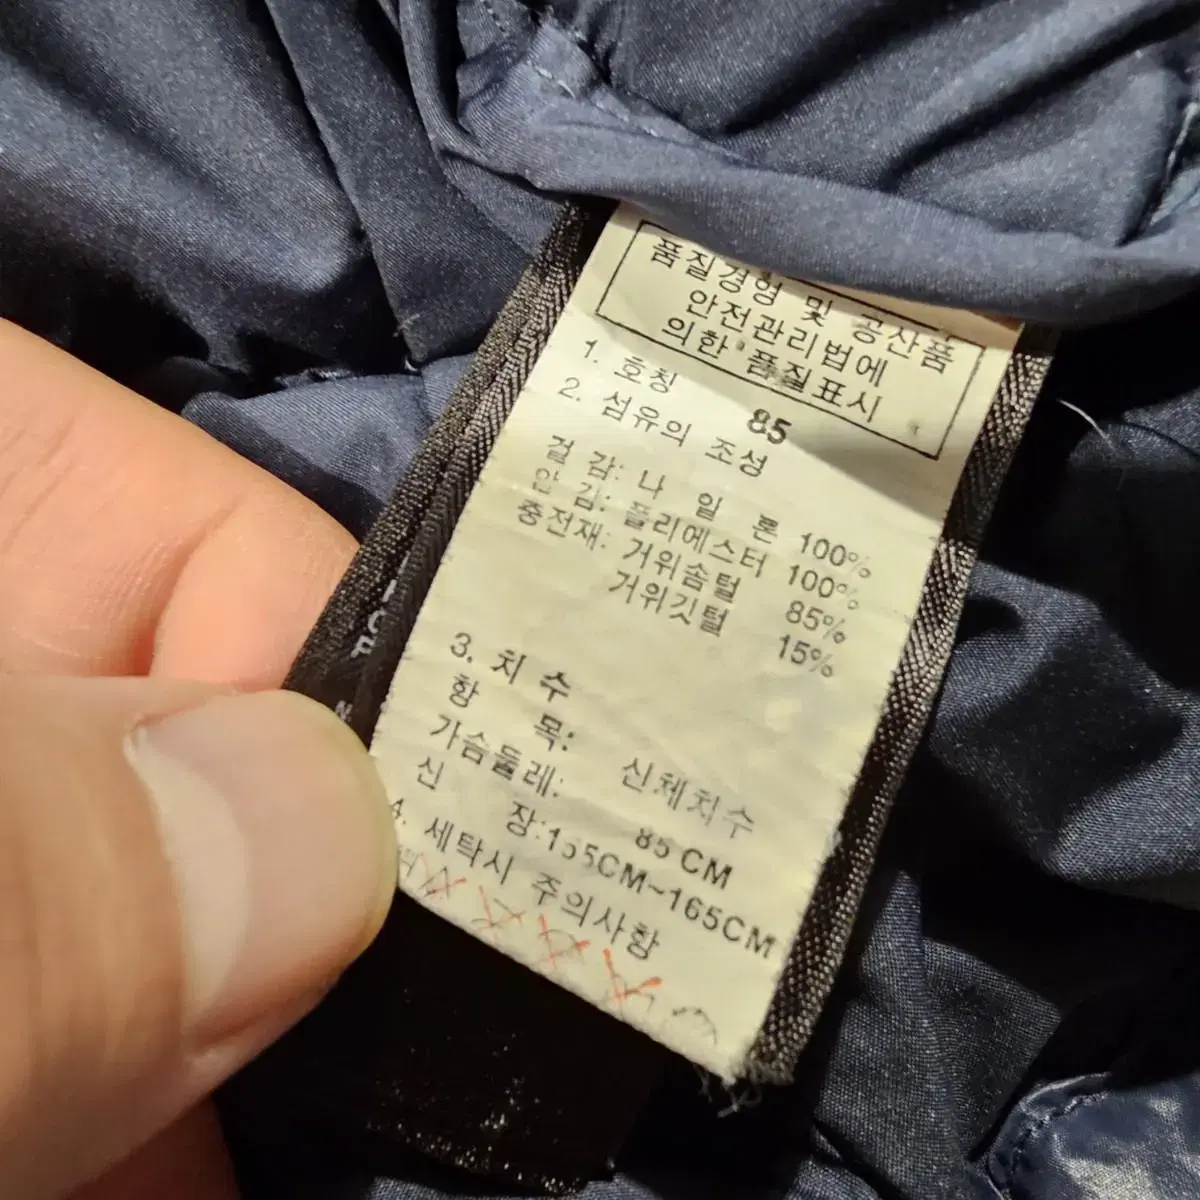 품질경영 및 공산품
안전관리법에
의한 품질표시
1. 호칭 85
2. 섬유의 조성
겉 감: 나 일 론 100%
안 감: 폴리에스터 100%
충전재: 거위솜털 85%
거위깃털 15%
3. 치 수
항 목: 신체치수
가슴둘레: 85 CM
신 장:155CM~165CM
4. 세탁시 주의사항